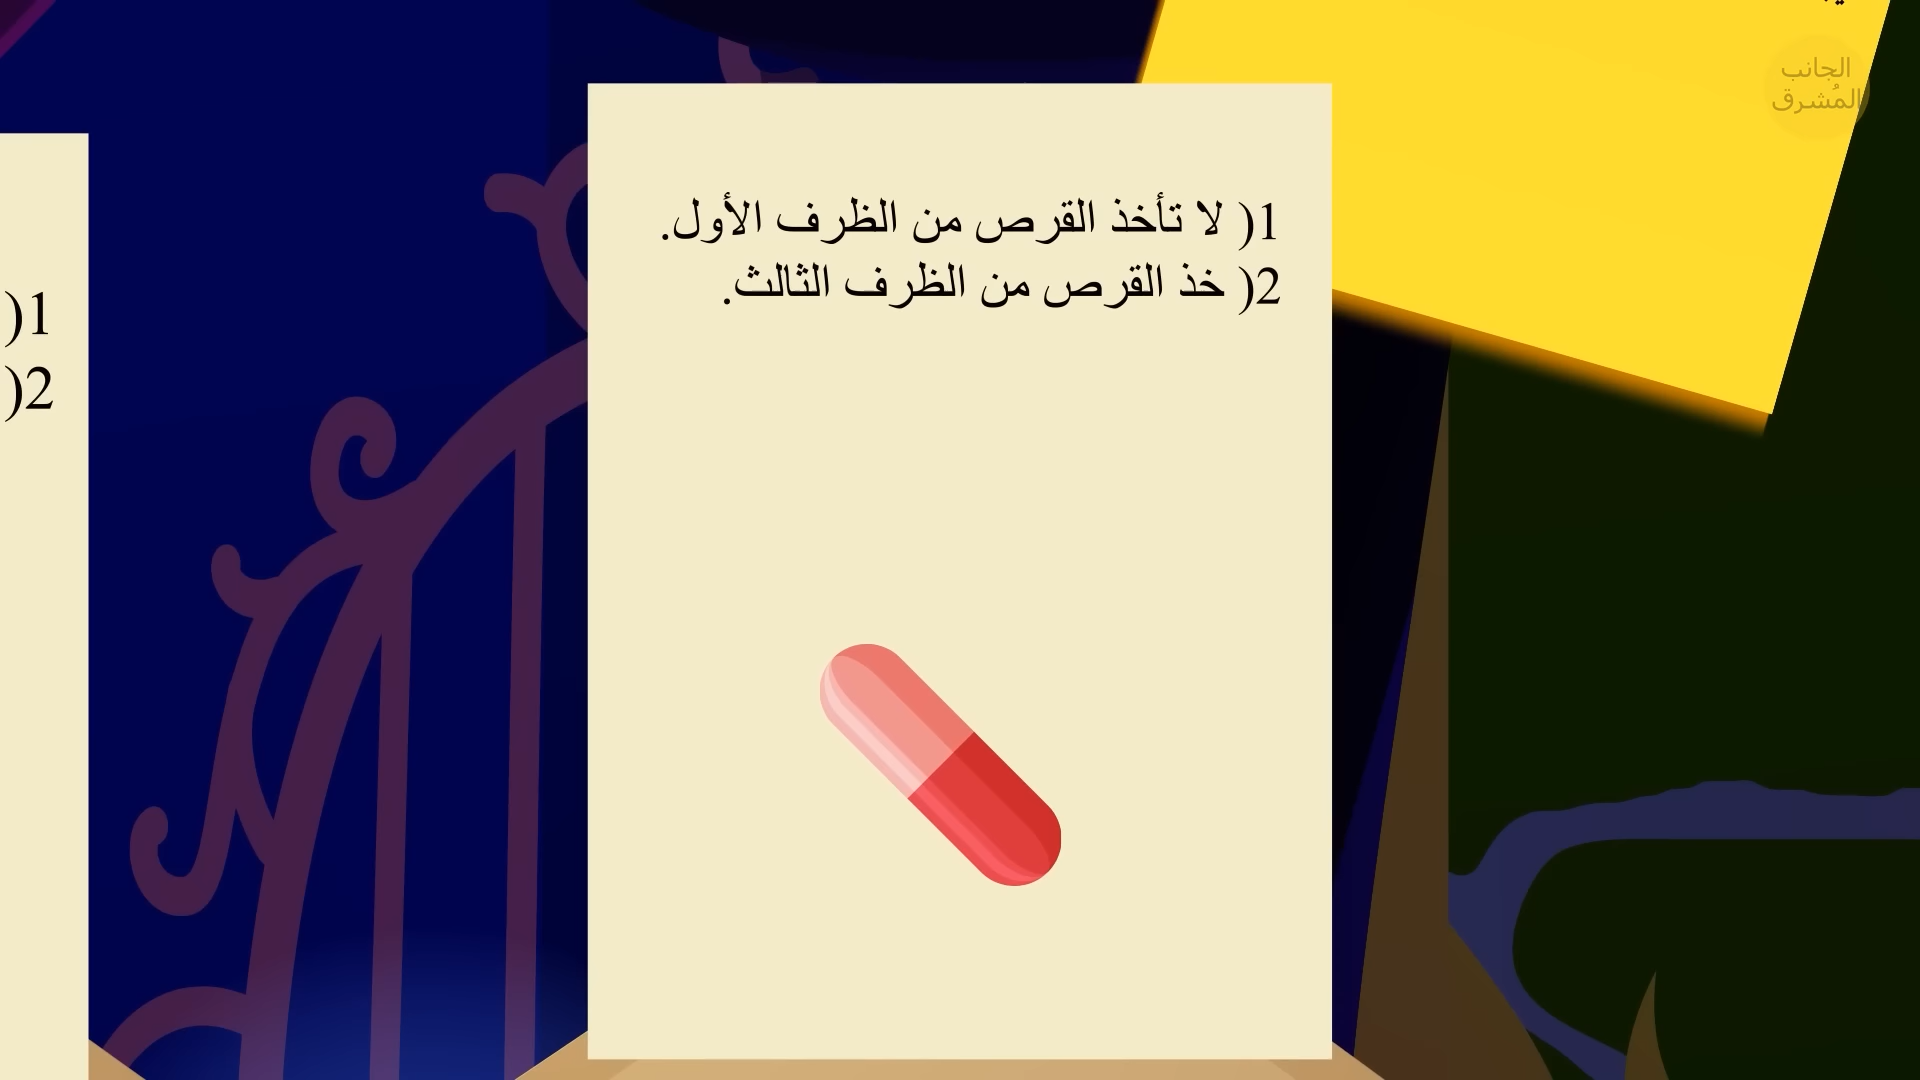 الجانب
المُشرق
1) لا تأخذ القرص من الظرف الأول.
2) خذ القرص من الظرف الثالث.
1)
2)